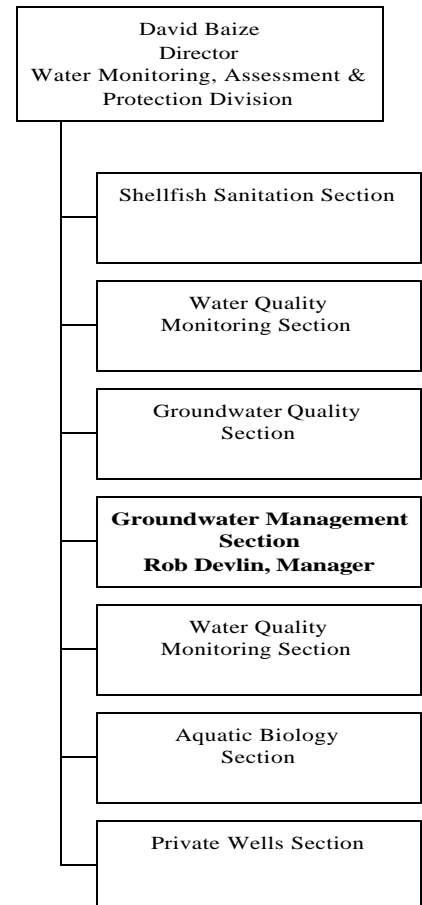 David Baize
Director
Water Monitoring, Assessment &
Protection Division
Shellfish Sanitation Section
Water Quality
Monitoring Section
Groundwater Quality
Section
Groundwater Management
Section
Rob Devlin, Manager
Water Quality
Monitoring Section
Aquatic Biology
Section
Private Wells Section